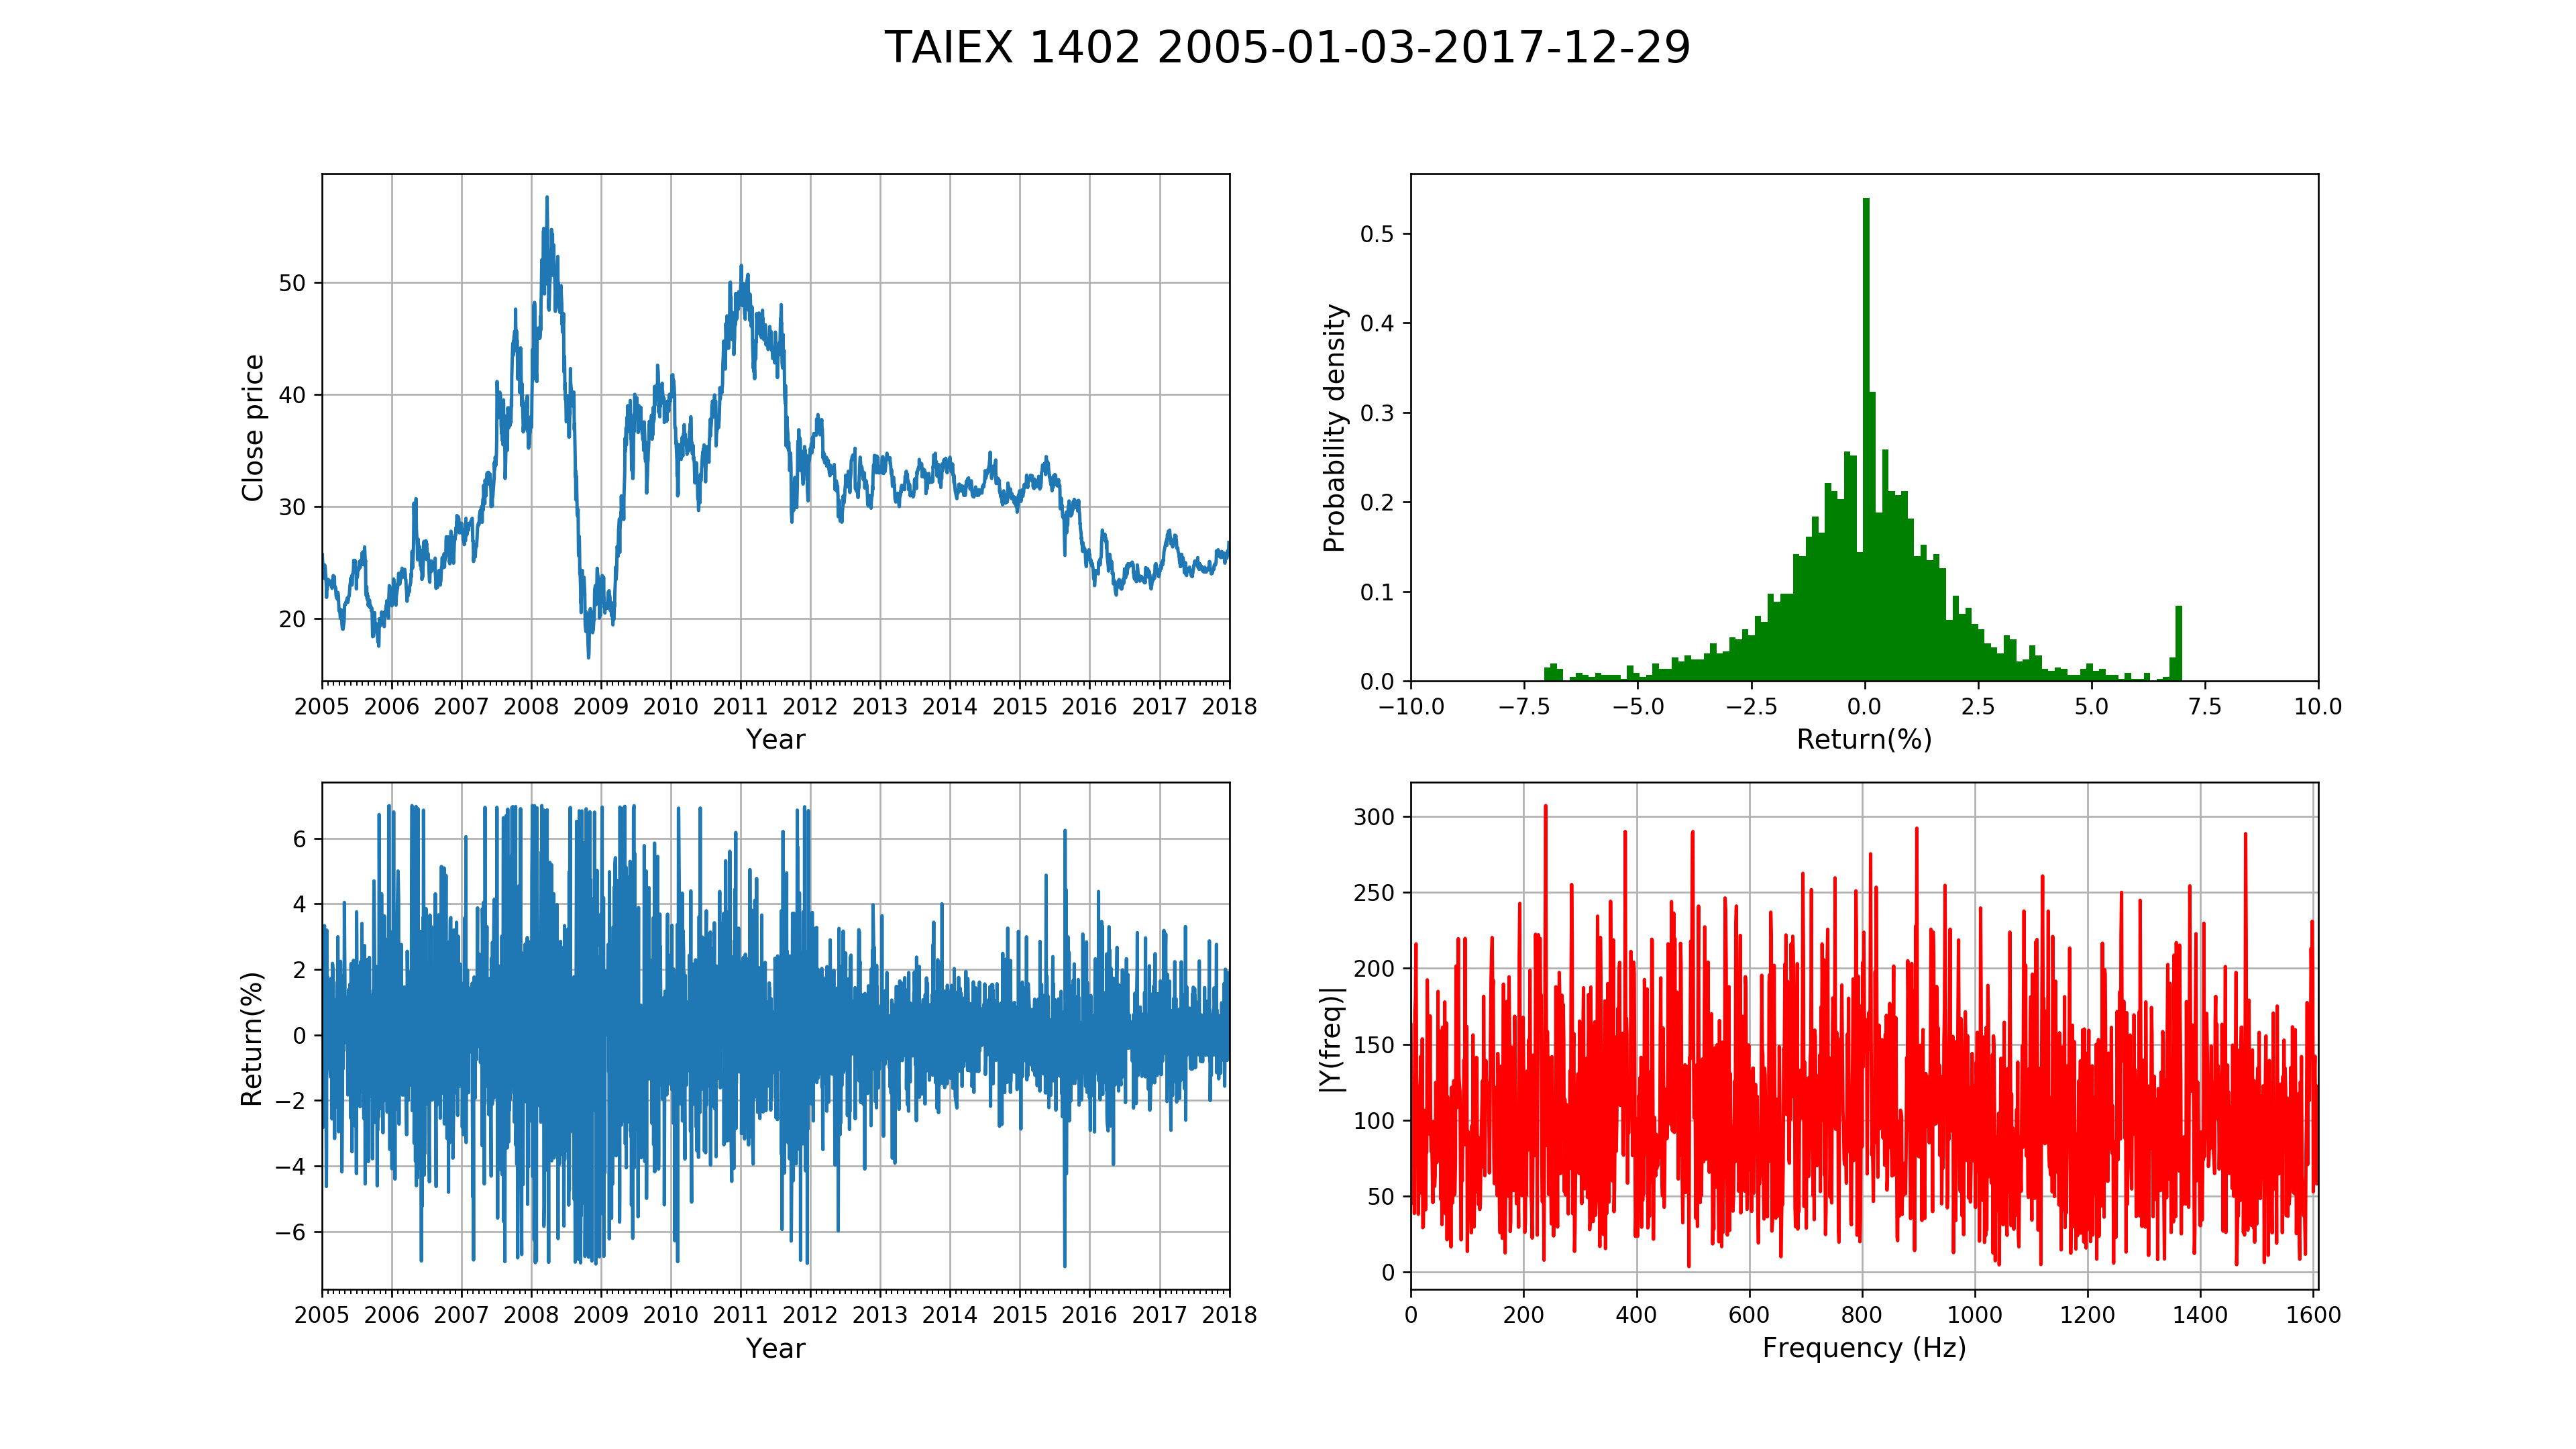 TAIEX 1402 2005-01-03-2017-12-29
Close price
50
40
30
20
2005 2006 2007 2008 2009 2010 2011 2012 2013 2014 2015 2016 2017 2018
Year
Probability density
0.5
0.4
0.3
0.2
0.1
0.0
−10.0 −7.5 −5.0 −2.5 0.0 2.5 5.0 7.5 10.0
Return(%)
Return(%)
6
4
2
0
−2
−4
−6
2005 2006 2007 2008 2009 2010 2011 2012 2013 2014 2015 2016 2017 2018
Year
|Y(freq)|
300
250
200
150
100
50
0
0 200 400 600 800 1000 1200 1400 1600
Frequency (Hz)